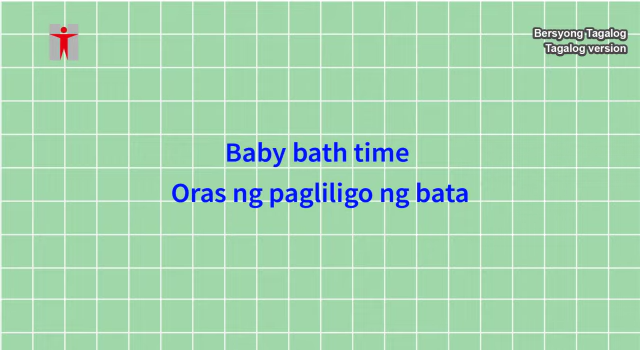 Bersyong Tagalog
Tagalog version
Baby bath time
Oras ng pagliligo ng bata